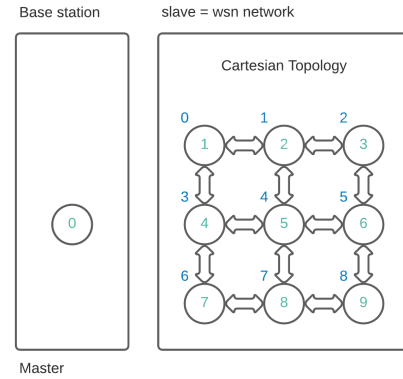 Base station
slave = wsn network
Cartesian Topology
0 1 2
1 2 3
3 4 5
0
4 5 6
6 7 8
7 8 9
Master